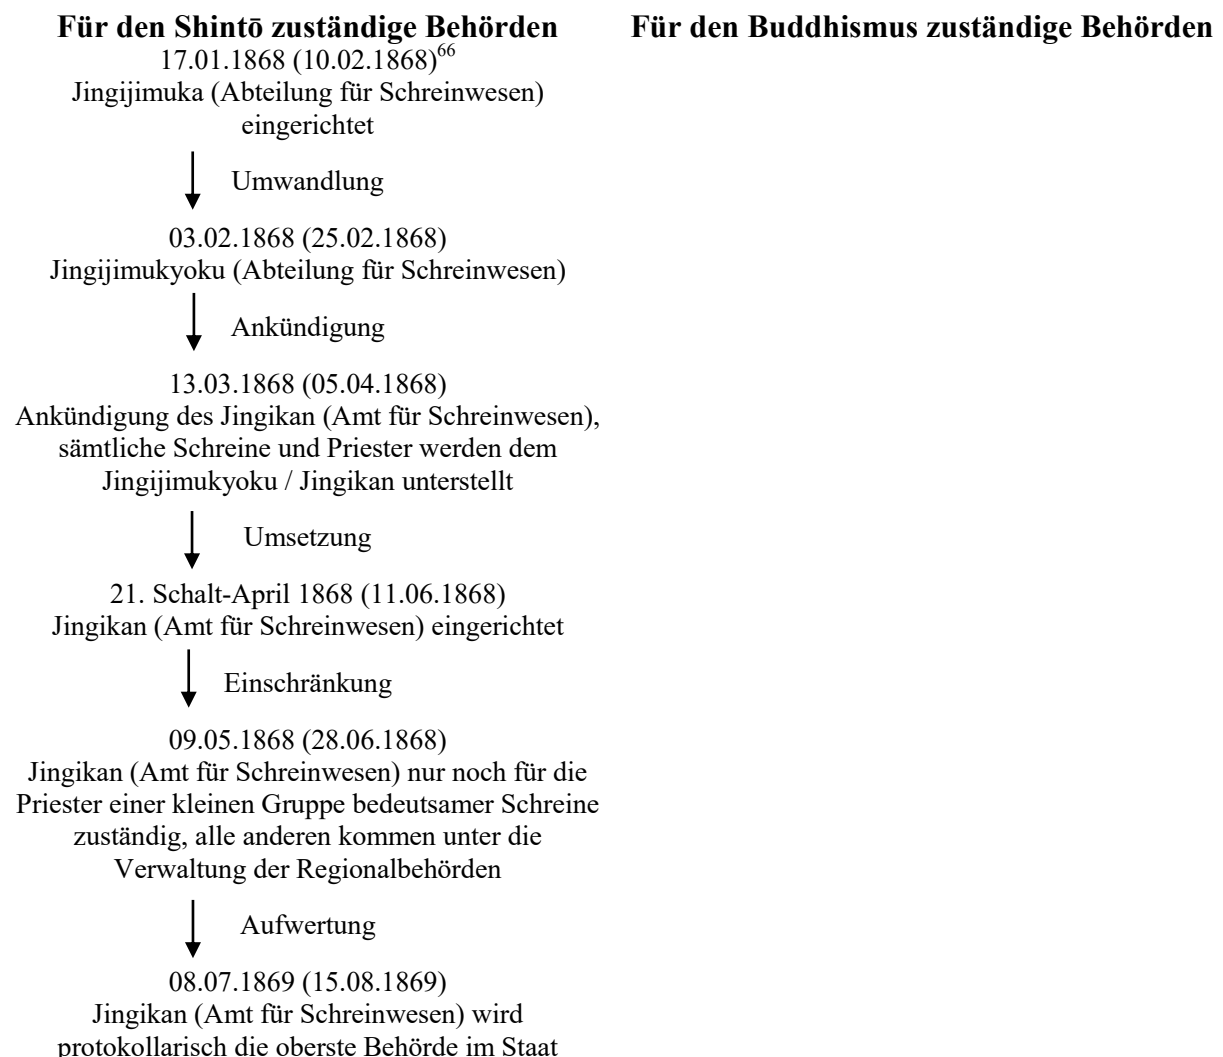 Für den Shintō zuständige Behörden
Für den Buddhismus zuständige Behörden
17.01.1868 (10.02.1868)66
Jingijimuka (Abteilung für Schreinwesen)
eingerichtet
Umwandlung
03.02.1868 (25.02.1868)
Jingijimukyoku (Abteilung für Schreinwesen)
Ankündigung
13.03.1868 (05.04.1868)
Ankündigung des Jingikan (Amt für Schreinwesen),
sämtliche Schreine und Priester werden dem
Jingijimukyoku / Jingikan unterstellt
Umsetzung
21. Schalt-April 1868 (11.06.1868)
Jingikan (Amt für Schreinwesen) eingerichtet
Einschränkung
09.05.1868 (28.06.1868)
Jingikan (Amt für Schreinwesen) nur noch für die
Priester einer kleinen Gruppe bedeutsamer Schreine
zuständig, alle anderen kommen unter die
Verwaltung der Regionalbehörden
Aufwertung
08.07.1869 (15.08.1869)
Jingikan (Amt für Schreinwesen) wird
protokollarisch die oberste Behörde im Staat